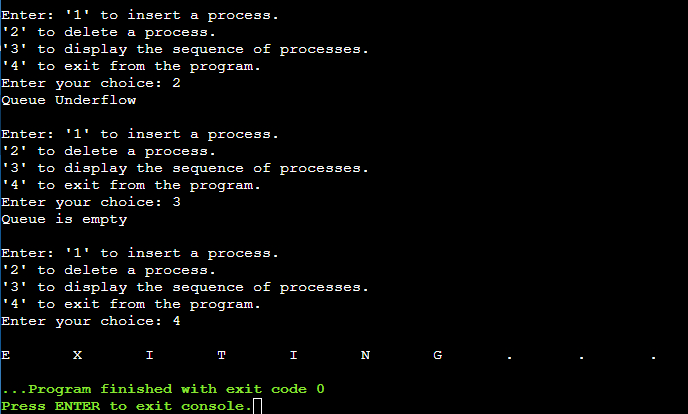 Enter: '1' to insert a process.
'2' to delete a process.
'3' to display the sequence of processes.
'4' to exit from the program.
Enter your choice: 2
Queue Underflow
Enter: '1' to insert a process.
'2' to delete a process.
'3' to display the sequence of processes.
'4' to exit from the program.
Enter your choice: 3
Queue is empty
Enter: '1' to insert a process.
'2' to delete a process.
'3' to display the sequence of processes.
'4' to exit from the program.
Enter your choice: 4
E X I T I N G . . .
...Program finished with exit code 0
Press ENTER to exit console.